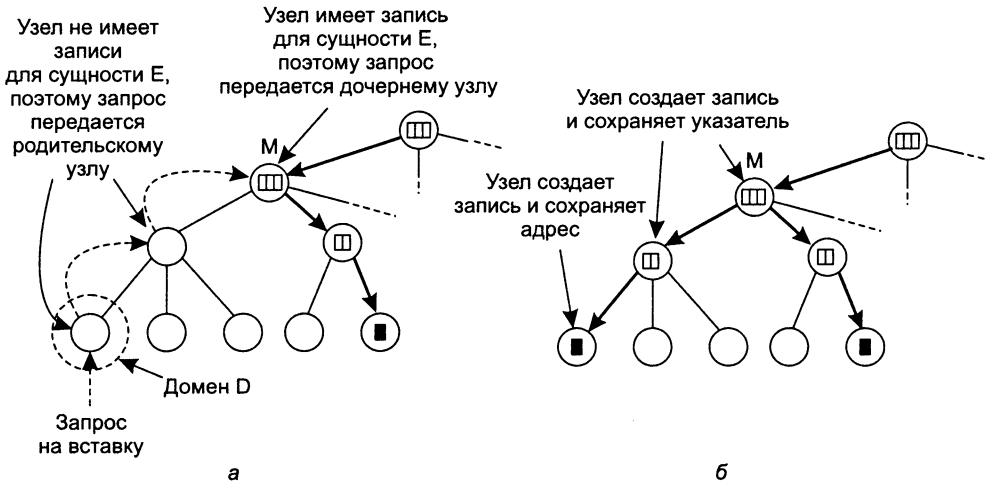 Узел не имеет
записи
для сущности E,
поэтому запрос
передается
родительскому
узлу
Узел имеет запись
для сущности E,
поэтому запрос
передается дочернему узлу
M
Домен D
Запрос
на вставку
а
Узел создает запись
и сохраняет указатель
M
Узел создает
запись и сохраняет
адрес
б